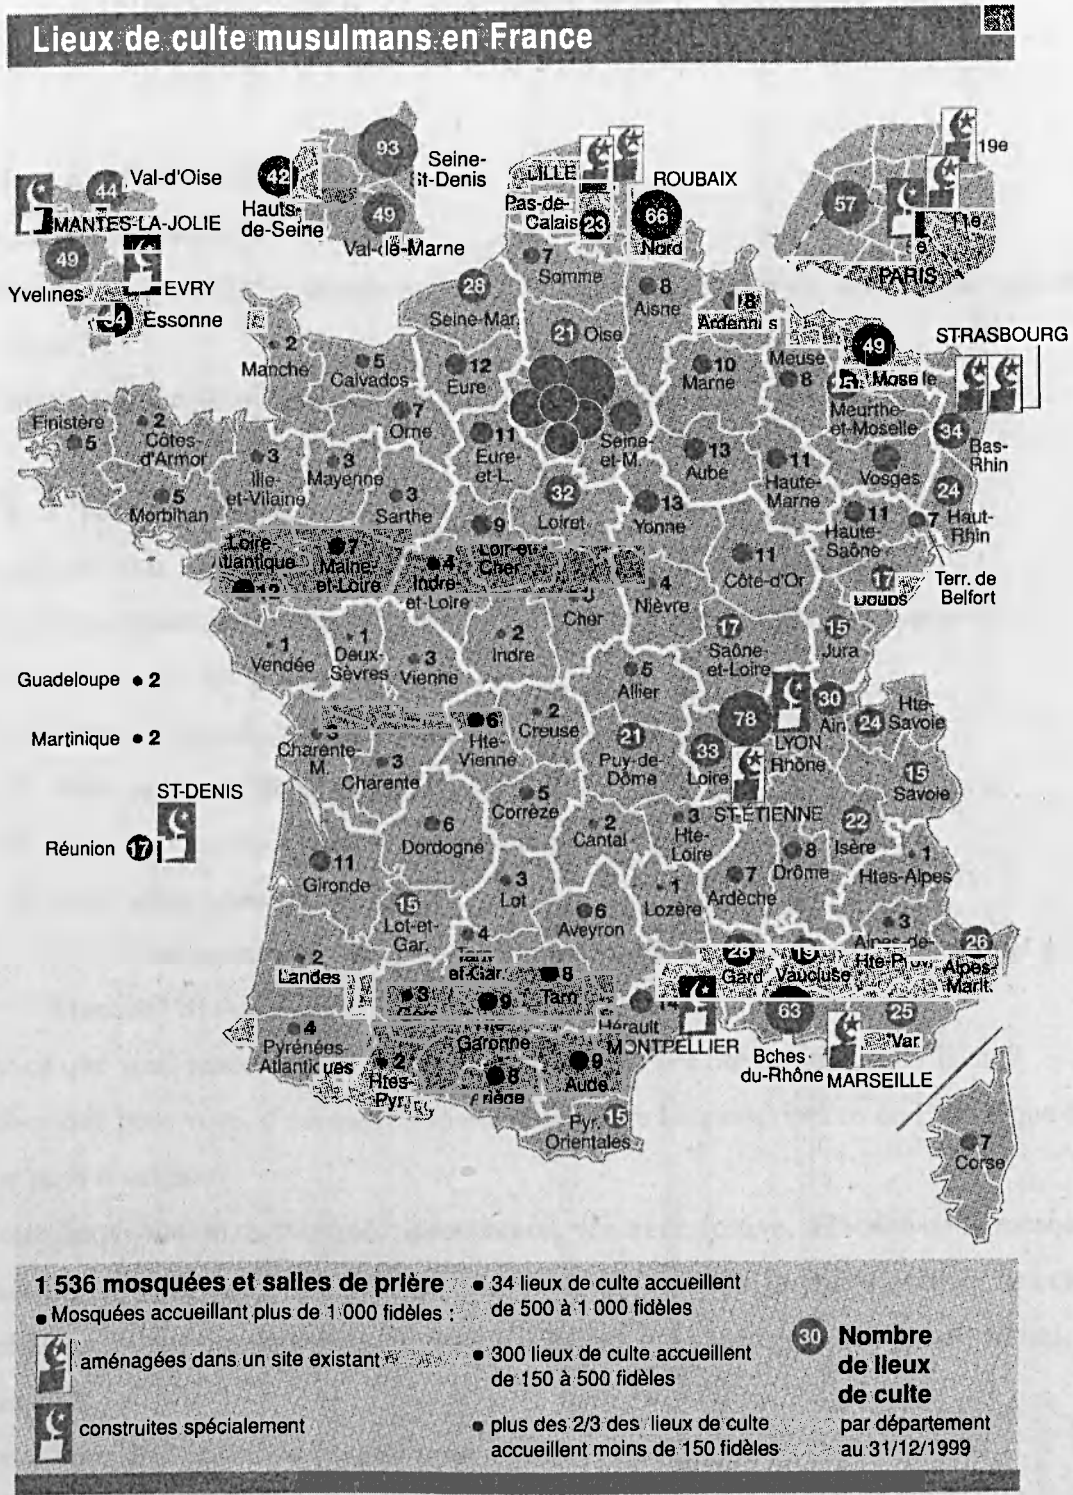 Lieux de culte musulmans en France
93
Seine-
St-Denis
42
Hauts-
de-Seine
49
Val-de-Marne
44
Val-d'Oise
MANTES-LA-JOLIE
49
Yvelines
EVRY
Essonne
LILLE
ROUBAIX
Pas-de-
Calais
23
66
Nord
19e
57
11e
PARIS
7
Somme
28
Seine-Mar.
8
Aisne
8
Ardennes
21
Oise
2
Manche
5
Calvados
12
Eure
10
Marne
Meuse
8
49
Moselle
STRASBOURG
Meurthe-
et-Moselle
34
Bas-
Rhin
Finistère
5
2
Côtes-
d'Armor
7
Orne
11
Eure-
et-L.
Seine-
et-M.
13
Aube
11
Haute-
Marne
Vosges
24
Haut-
Rhin
3
Ille-
et-Vilaine
3
Mayenne
5
Morbihan
3
Sarthe
32
Loiret
13
Yonne
11
Haute-
Saône
7
Terr. de
Belfort
9
Loir-et-
Cher
Loire-
Atlantique
12
7
Maine-
et-Loire
4
Indre-
et-Loire
11
Côte-d'Or
17
Doubs
4
Nièvre
Cher
1
Vendée
1
Deux-
Sèvres
3
Vienne
2
Indre
17
Saône-
et-Loire
15
Jura
Guadeloupe 2
Martinique 2
ST-DENIS
Réunion 17
5
Allier
78
30
Ain
24
Hte-
Savoie
LYON
Rhône
Charente-
M.
3
Charente
6
Hte-
Vienne
2
Creuse
21
Puy-de-
Dôme
33
Loire
ST-ETIENNE
15
Savoie
5
Corrèze
22
Isère
6
Dordogne
2
Cantal
3
Hte-
Loire
11
Gironde
7
Ardèche
8
Drôme
1
Htes-Alpes
15
Lot-et-
Gar.
3
Lot
6
Aveyron
1
Lozère
3
Alpes-de-
Hte-Prov.
26
Alpes-
Marit.
2
Landes
4
et-Gar.
8
Tarn
28
Gard
19
Vaucluse
3
9
Garonne
14
Hérault
MONTPELLIER
63
Bches
du-Rhône
MARSEILLE
25
Var
4
Pyrénées-
Atlantiques
2
Htes-
Pyr.
8
Ariège
9
Aude
15
Pyr.
Orientales
7
Corse
1 536 mosquées et salles de prière
• Mosquées accueillant plus de 1 000 fidèles :
aménagées dans un site existant
construites spécialement
• 34 lieux de culte accueillent
de 500 à 1 000 fidèles
• 300 lieux de culte accueillent
de 150 à 500 fidèles
• plus des 2/3 des lieux de culte
accueillent moins de 150 fidèles
30 Nombre
de lieux
de culte
par département
au 31/12/1999